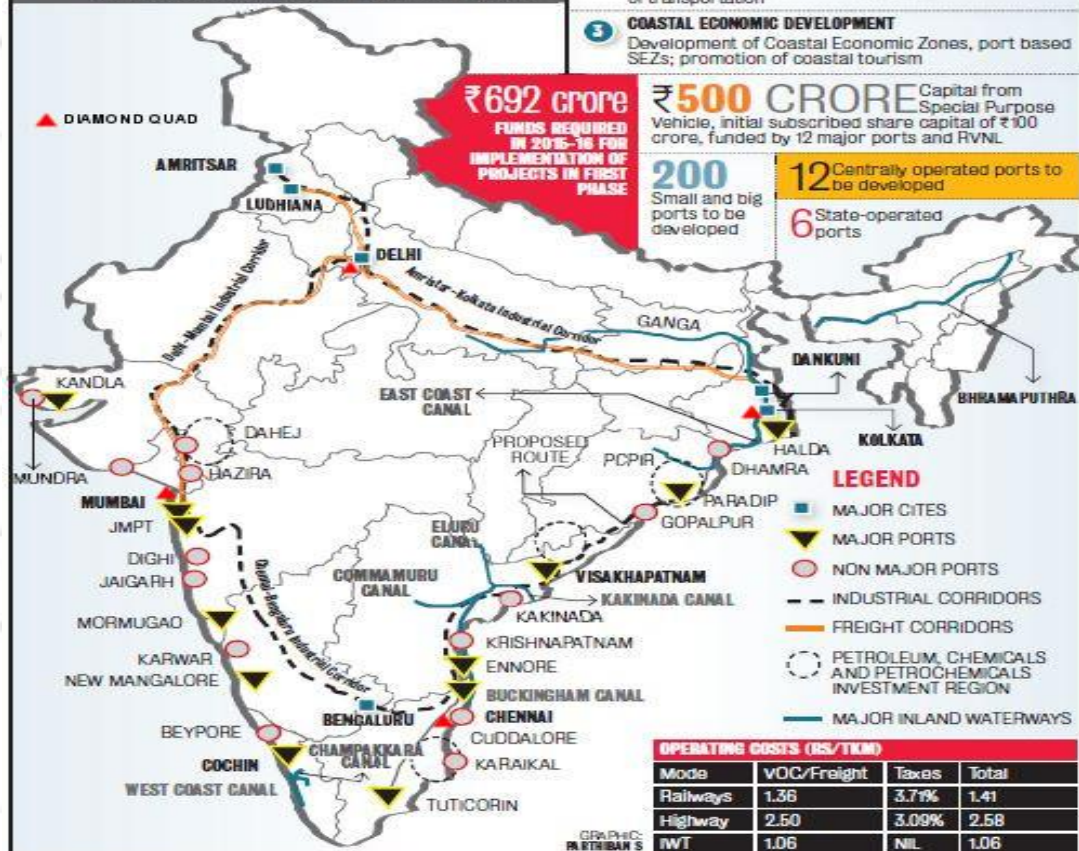 of transportation
3 COASTAL ECONOMIC DEVELOPMENT
Development of Coastal Economic Zones, port based
SEZs; promotion of coastal tourism
₹692 crore
FUNDS REQUIRED
IN 2015-16 FOR
IMPLEMENTATION OF
PROJECTS IN FIRST
PHASE
₹500 CRORE Capital from
Special Purpose
Vehicle, initial subscribed share capital of ₹100
crore, funded by 12 major ports and RVNL
200
Small and big
ports to be
developed
12 Centrally operated ports to
be developed
6 State-operated
ports
DIAMOND QUAD
AMRITSAR
LUDHIANA
DELHI
Delhi-Mumbai Industrial Corridor
Amristar-Kolkata Industrial Corridor
GANGA
DANKUNI
BHRAMAPUTHRA
KANDLA
EAST COAST
CANAL
KOLKATA
DAHEJ
HALDA
PROPOSED
ROUTE
PCPIR
DHAMRA
MUNDRA
HAZIRA
MUMBAI
JMPT
PARADIP
GOPALPUR
ELURU
CANAL
DIGHI
JAIGARH
COMMAMURU
CANAL
VISAKHAPATNAM
KAKINADA CANAL
KAKINADA
Chennai-Bengaluru Industrial Corridor
MORMUGAO
KARWAR
NEW MANGALORE
KRISHNAPATNAM
ENNORE
BUCKINGHAM CANAL
BENGALURU
CHENNAI
BEYPORE
CUDDALORE
CHAMPAKKARA
CANAL
COCHIN
KARAIKAL
WEST COAST CANAL
TUTICORIN
LEGEND
MAJOR CITES
MAJOR PORTS
NON MAJOR PORTS
INDUSTRIAL CORRIDORS
FREIGHT CORRIDORS
PETROLEUM, CHEMICALS
AND PETROCHEMICALS
INVESTMENT REGION
MAJOR INLAND WATERWAYS
OPERATING COSTS (RS/TKM)
Mode VOC/Freight Taxes Total
Railways 1.36 3.71% 1.41
Highway 2.50 3.09% 2.58
IWT 1.06 NIL 1.06
GRAPHIC:
PARTHIBAN S